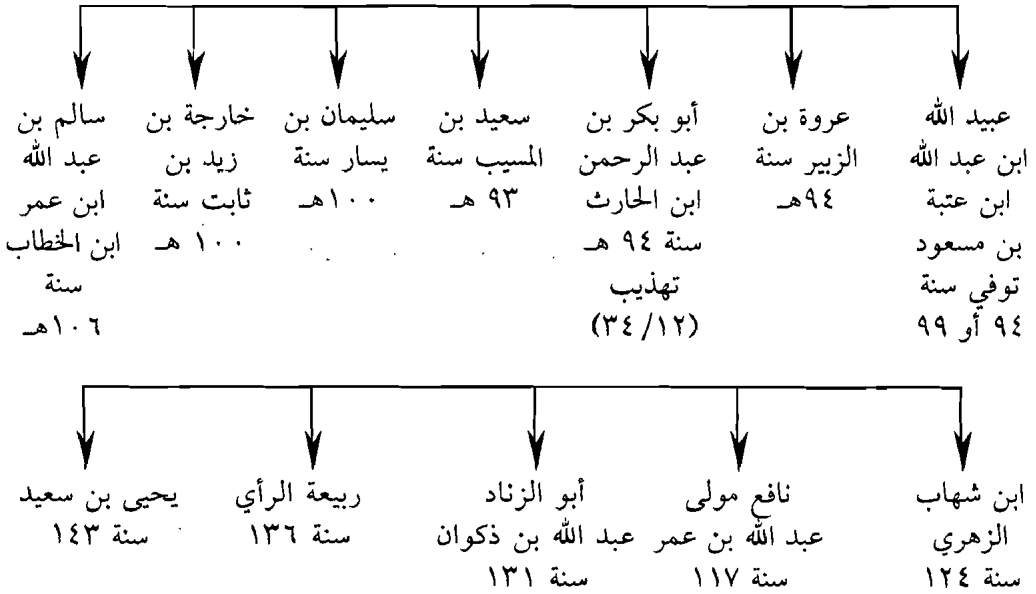 عبيد الله
ابن عبد الله
ابن عتبة
بن مسعود
توفي سنة
٩٤ أو ٩٩
عروة بن
الزبير سنة
٩٤هـ
أبو بكر بن
عبد الرحمن
ابن الحارث
سنة ٩٤ هـ
تهذيب
(٣٤/١٢)
سعيد بن
المسيب سنة
٩٣ هـ
سليمان بن
يسار سنة
١٠٠هـ
خارجة بن
زيد بن
ثابت سنة
١٠٠ هـ
سالم بن
عبد الله
ابن عمر
ابن الخطاب
سنة
١٠٦هـ
ابن شهاب
الزهري
سنة ١٢٤
نافع مولى
عبد الله بن عمر
سنة ١١٧
أبو الزناد
عبد الله بن ذكوان
سنة ١٣١
ربيعة الرأي
سنة ١٣٦
يحيى بن سعيد
سنة ١٤٣